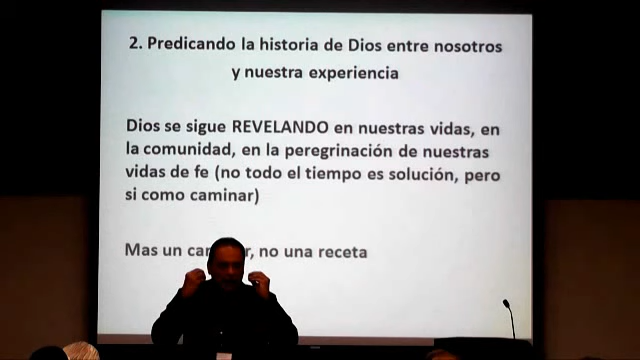 2. Predicando la historia de Dios entre nosotros
y nuestra experiencia
Dios se sigue REVELANDO en nuestras vidas, en
la comunidad, en la peregrinación de nuestras
vidas de fe (no todo el tiempo es solución, pero
si como caminar)
Mas un , no una receta